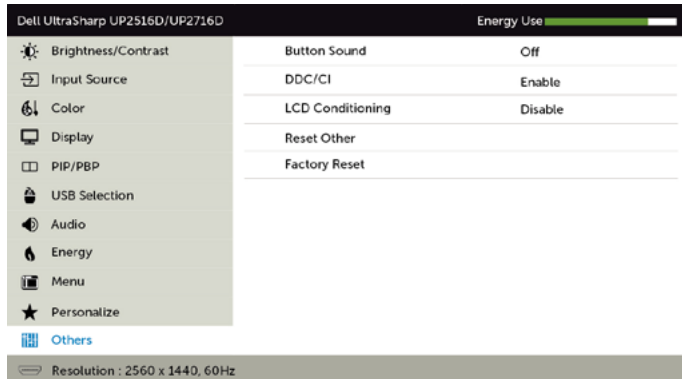 Dell UltraSharp UP2516D/UP2716D Energy Use
Brightness/Contrast Button Sound Off
Input Source DDC/CI Enable
Color LCD Conditioning Disable
Display Reset Other
PIP/PBP Factory Reset
USB Selection
Audio
Energy
Menu
Personalize
Others
Resolution : 2560 x 1440, 60Hz